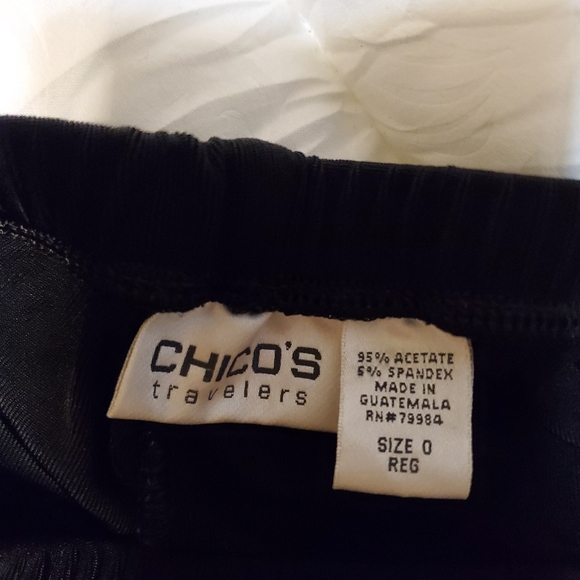 CHICO'S
travelers
95% ACETATE
5% SPANDEX
MADE IN
GUATEMALA
RN#79984
SIZE 0
REG